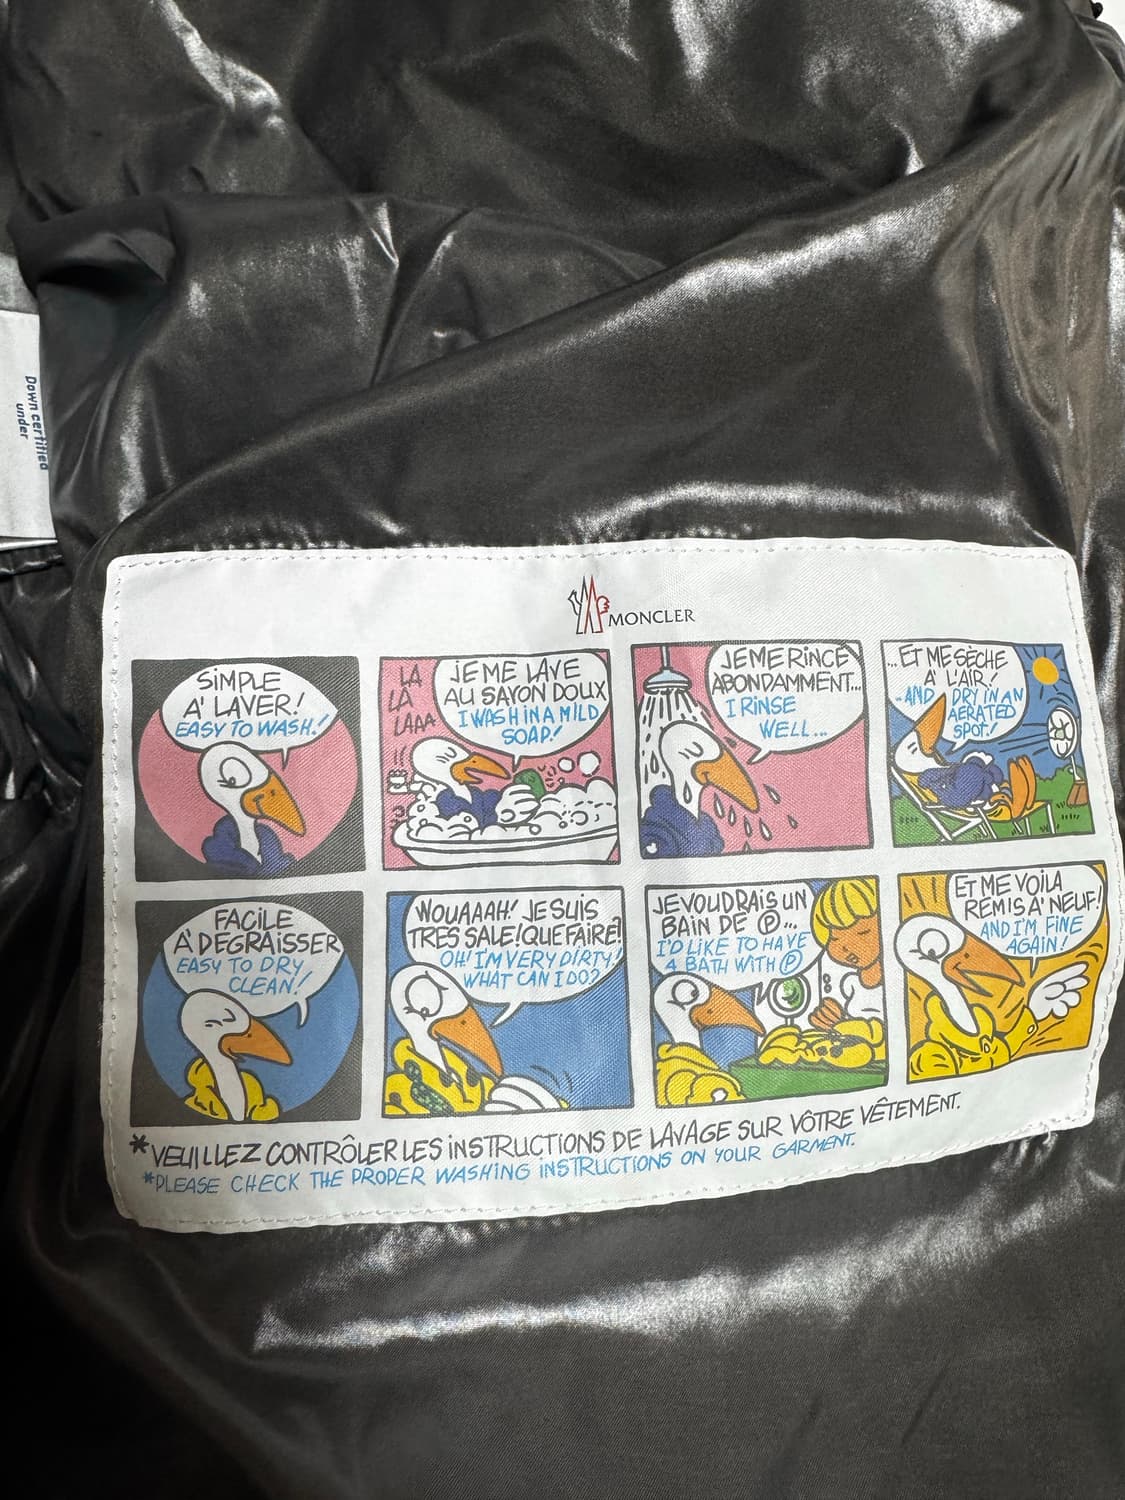 Down certified
under
MONCLER
SIMPLE
A' LAVER!
EASY TO WASH!
LA
LA
LAAA
JE ME LAVE
AU SAVON DOUX
I WASH IN A MILD
SOAP!
JE ME RINCE
ABONDAMMENT...
I RINSE
WELL...
...ET ME SÈCHE
A' L'AIR!
..AND DRY IN AN
AERATED
SPOT.!
FACILE
A' DEGRAISSER
EASY TO DRY
CLEAN!
WOUAAAH! JE SUIS
TRES SALE! QUE FAIRE?
OH! I'M VERY DIRTY!
WHAT CAN I DO?
JE VOUDRAIS UN
BAIN DE Ⓟ...
I'D LIKE TO HAVE
A BATH WITH Ⓟ
ET ME VOILA
REMIS A' NEUF!
AND I'M FINE
AGAIN!
*VEUILLEZ CONTRÔLER LES INSTRUCTIONS DE LAVAGE SUR VÔTRE VÊTEMENT.
*PLEASE CHECK THE PROPER WASHING INSTRUCTIONS ON YOUR GARMENT.